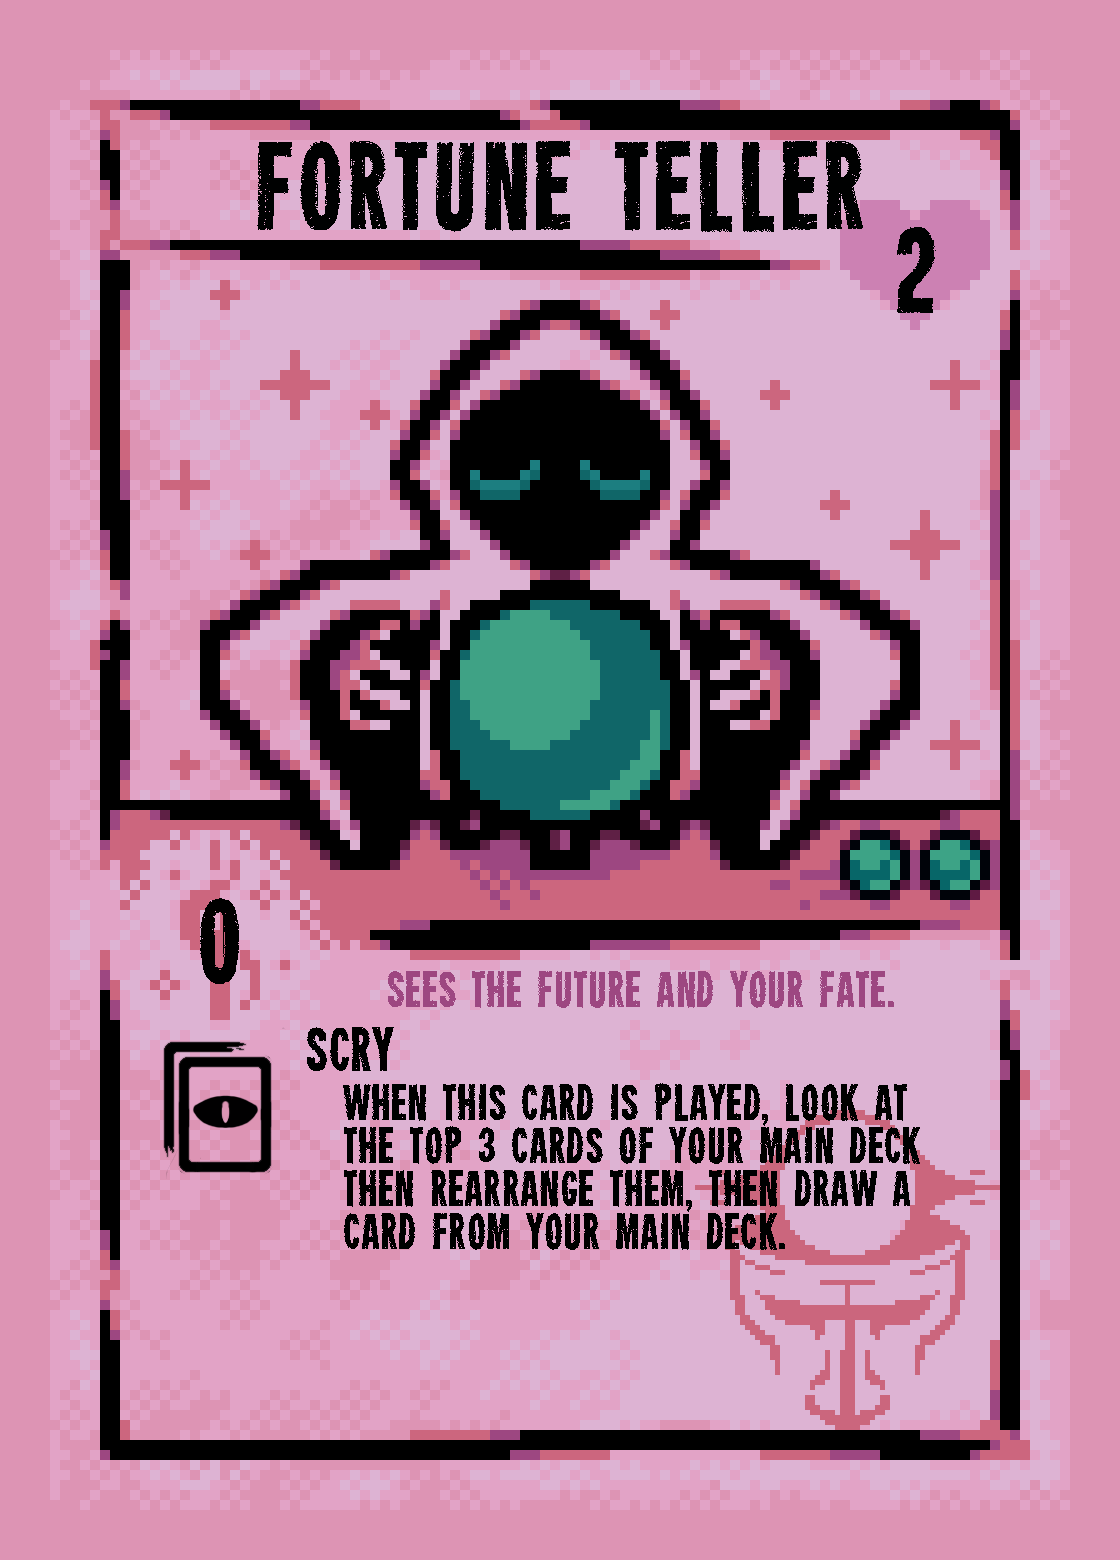 FORTUNE TELLER
2
0
SEES THE FUTURE AND YOUR FATE.
SCRY
WHEN THIS CARD IS PLAYED, LOOK AT
THE TOP 3 CARDS OF YOUR MAIN DECK
THEN REARRANGE THEM, THEN DRAW A
CARD FROM YOUR MAIN DECK.